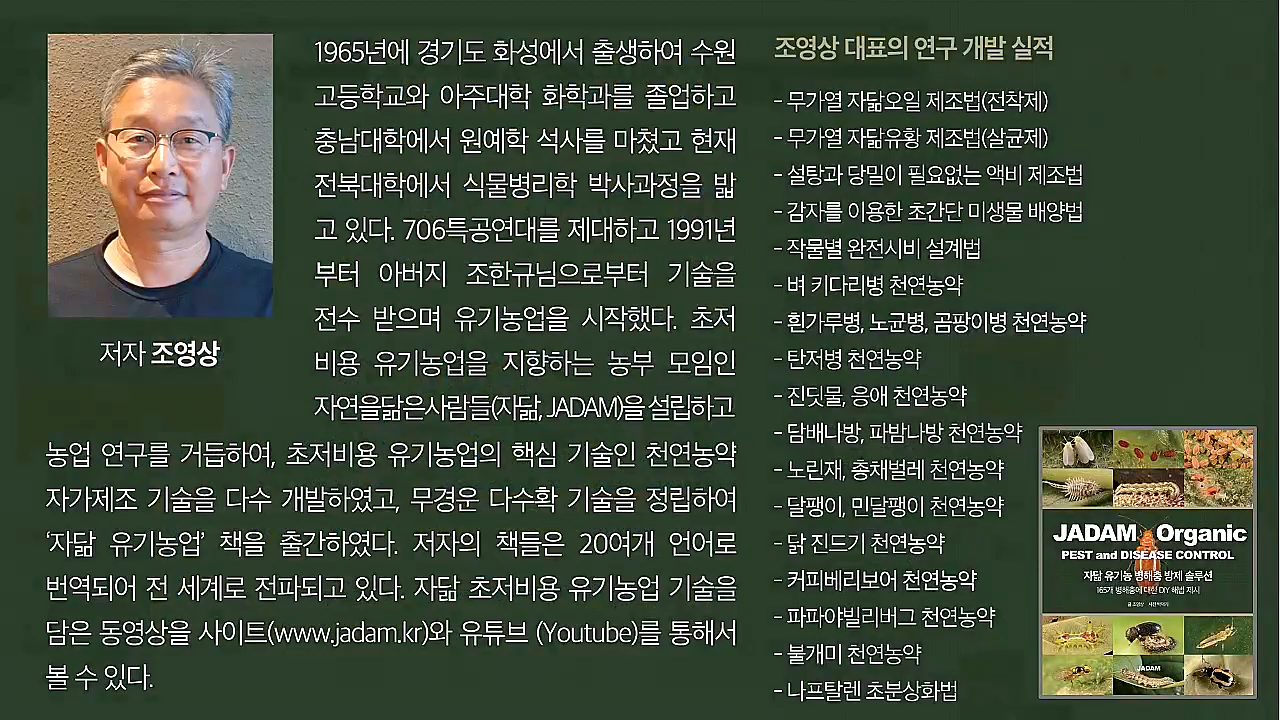 1965년에 경기도 화성에서 출생하여 수원
고등학교와 아주대학 화학과를 졸업하고
충남대학에서 원예학 석사를 마쳤고 현재
전북대학에서 식물병리학 박사과정을 밟
고 있다. 706특공연대를 제대하고 1991년
부터 아버지 조한규님으로부터 기술을
전수 받으며 유기농업을 시작했다. 초저
비용 유기농업을 지향하는 농부 모임인
자연을닮은사람들(자닮, JADAM)을 설립하고
저자 조영상
농업 연구를 거듭하여, 초저비용 유기농업의 핵심 기술인 천연농약
자가제조 기술을 다수 개발하였고, 무경운 다수확 기술을 정립하여
‘자닮 유기농업’ 책을 출간하였다. 저자의 책들은 20여개 언어로
번역되어 전 세계로 전파되고 있다. 자닮 초저비용 유기농업 기술을
담은 동영상을 사이트(www.jadam.kr)와 유튜브 (Youtube)를 통해서
볼 수 있다.
조영상 대표의 연구 개발 실적
- 무가열 자닮오일 제조법(전착제)
- 무가열 자닮유황 제조법(살균제)
- 설탕과 당밀이 필요없는 액비 제조법
- 감자를 이용한 초간단 미생물 배양법
- 작물별 완전시비 설계법
- 벼 키다리병 천연농약
- 흰가루병, 노균병, 곰팡이병 천연농약
- 탄저병 천연농약
- 진딧물, 응애 천연농약
- 담배나방, 파밤나방 천연농약
- 노린재, 총채벌레 천연농약
- 달팽이, 민달팽이 천연농약
- 닭 진드기 천연농약
- 커피베리보어 천연농약
- 파파야밀리버그 천연농약
- 불개미 천연농약
- 나프탈렌 초분상화법
JADAM Organic
PEST and DISEASE CONTROL
자닮 유기농 병해충 방제 솔루션
165개 병해충에 대한 DIY 해법 제시
JADAM